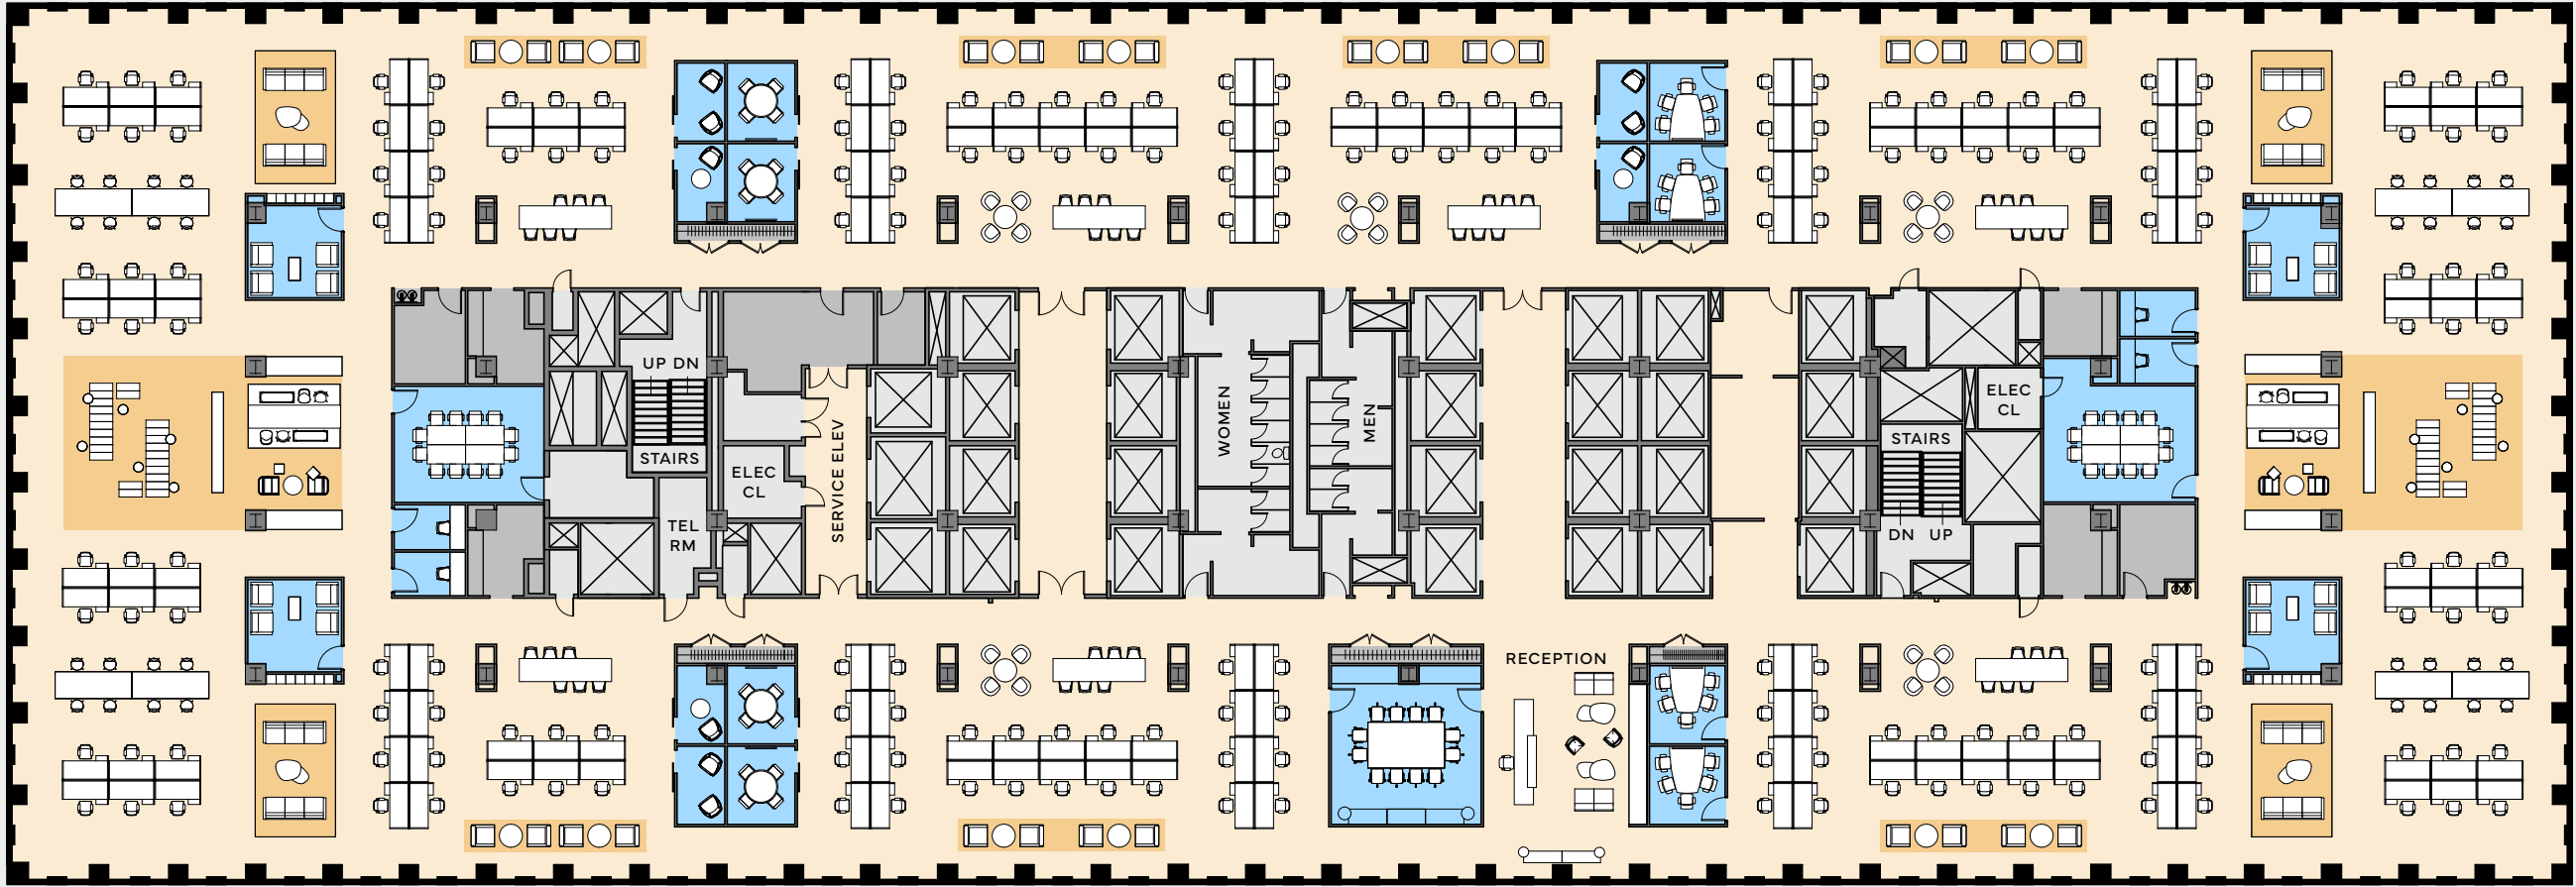 UP DN
STAIRS
ELEC
CL
TEL
RM
SERVICE ELEV
WOMEN
MEN
ELEC
CL
STAIRS
DN UP
RECEPTION